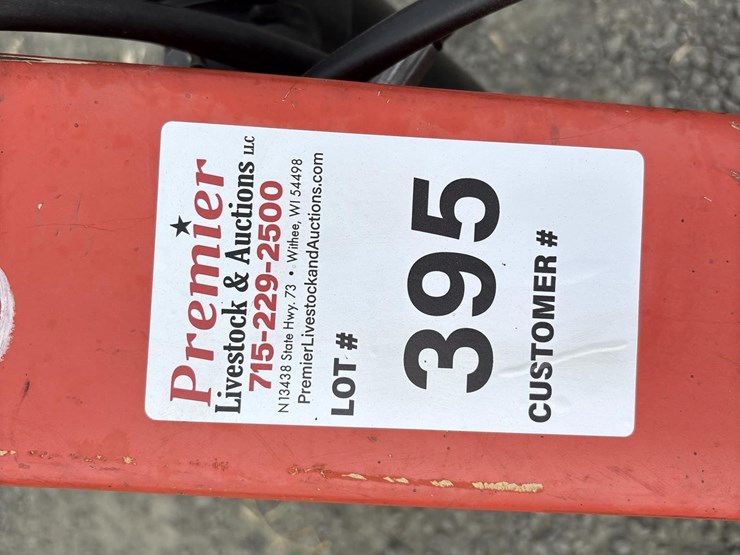 Premier
Livestock & Auctions LLC
715-229-2500
N13438 State Hwy. 73 • Withee, WI 54498
PremierLivestockandAuctions.com
LOT #
395
CUSTOMER #